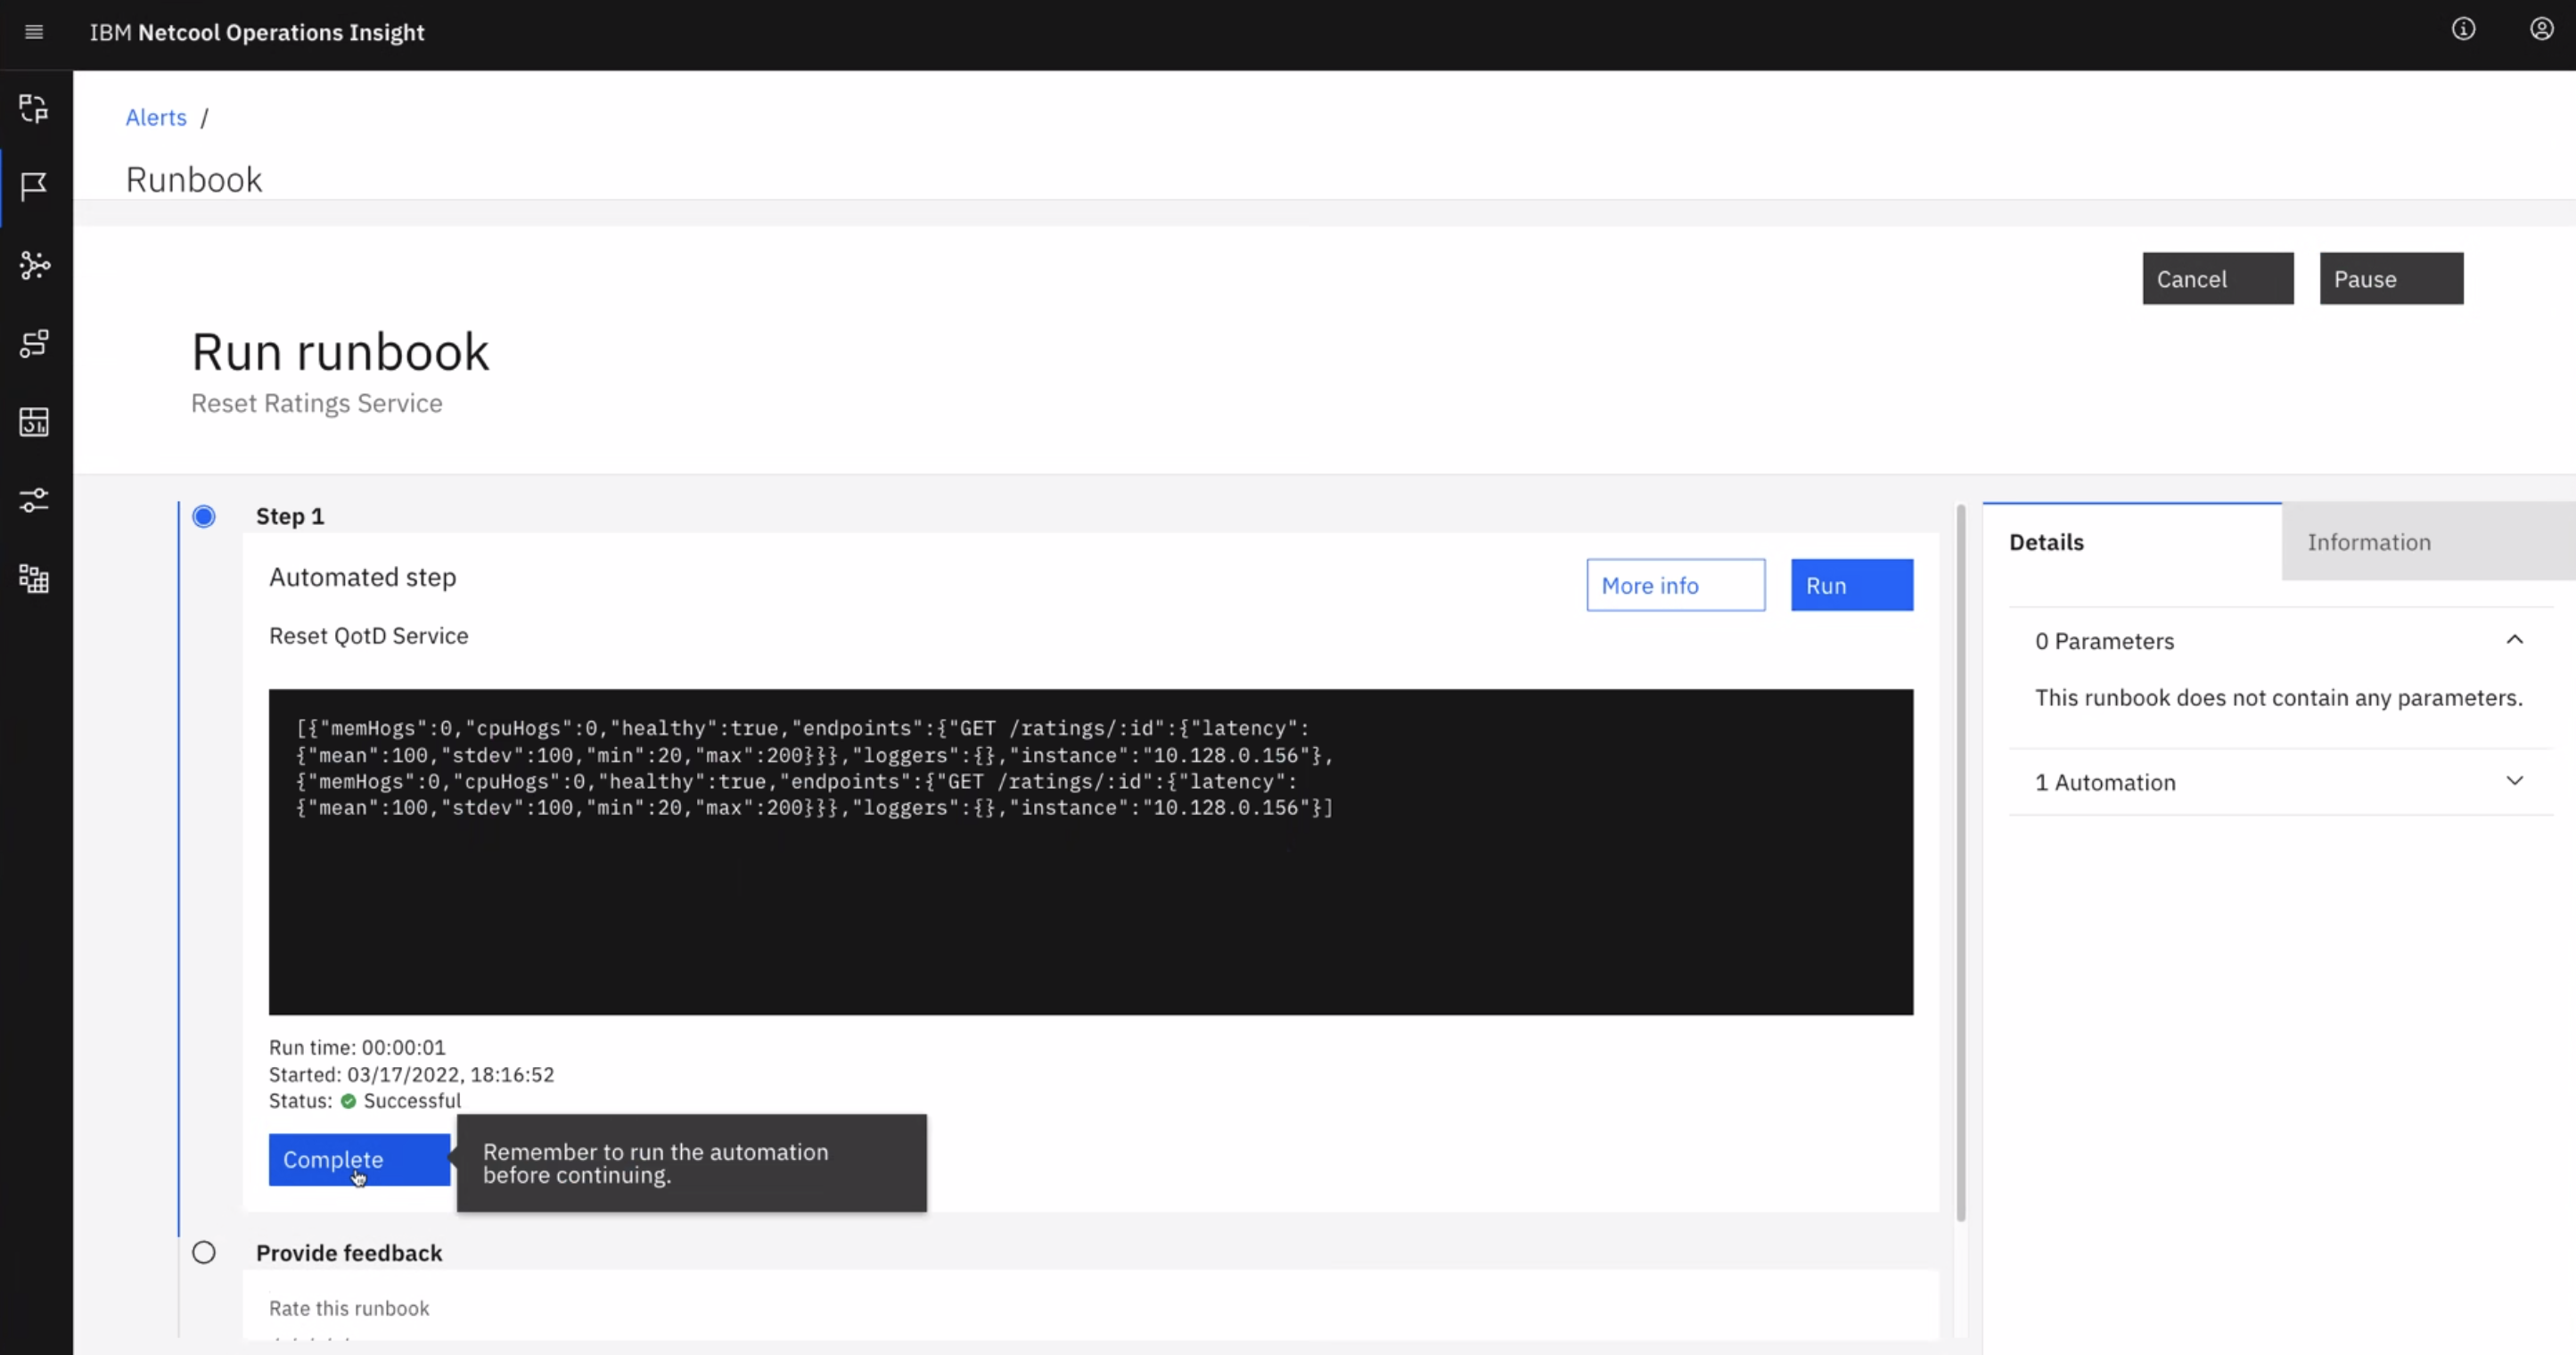 IBM Netcool Operations Insight
Alerts /
Runbook
Cancel
Pause
Run runbook
Reset Ratings Service
Step 1
Automated step
More info
Run
Reset QotD Service
[{"memHogs":0,"cpuHogs":0,"healthy":true,"endpoints":{"GET /ratings/:id":{"latency":
{"mean":100,"stdev":100,"min":20,"max":200}}},"loggers":{},"instance":"10.128.0.156"},
{"memHogs":0,"cpuHogs":0,"healthy":true,"endpoints":{"GET /ratings/:id":{"latency":
{"mean":100,"stdev":100,"min":20,"max":200}}},"loggers":{},"instance":"10.128.0.156"}]
Run time: 00:00:01
Started: 03/17/2022, 18:16:52
Status: Successful
Complete
Remember to run the automation
before continuing.
Provide feedback
Rate this runbook
Details
Information
0 Parameters
This runbook does not contain any parameters.
1 Automation